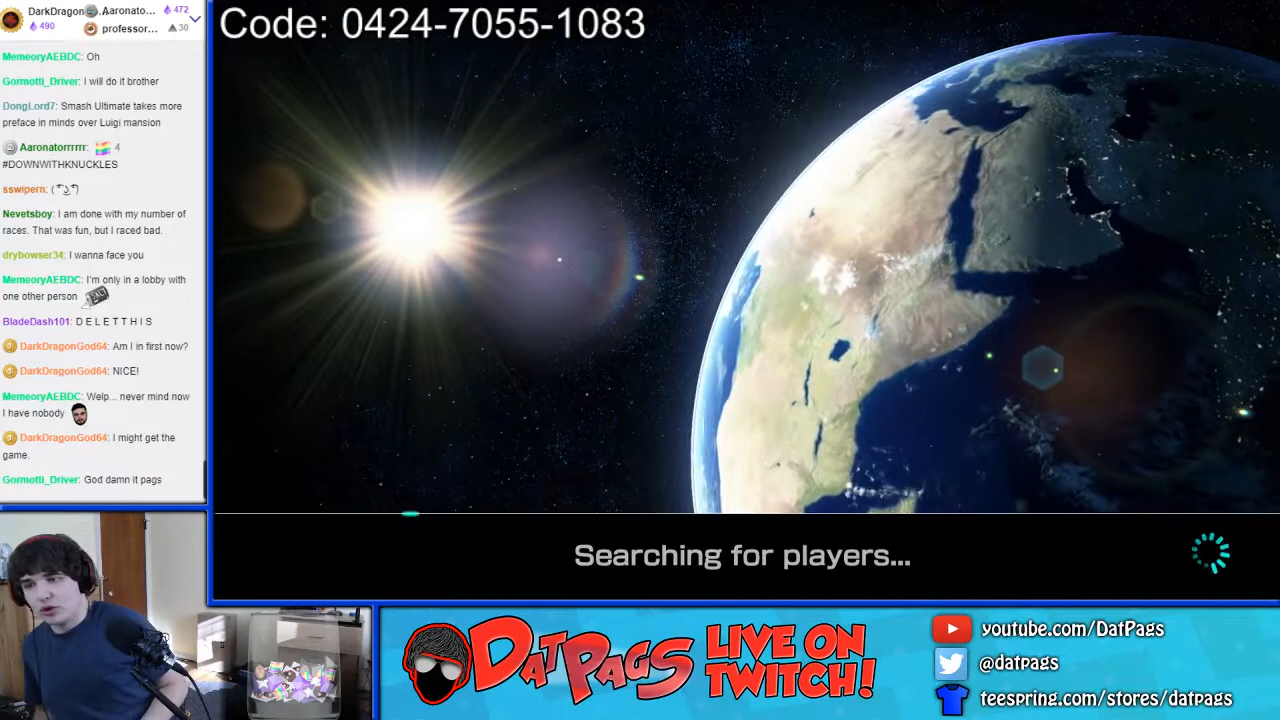 DarkDragon... Aaronato... 472
490 professor... 30
MemeoryAEBDC: Oh
Gormotti_Driver: I will do it brother
DongLord7: Smash Ultimate takes more
preface in minds over Luigi mansion
Aaronatorrrrrr: 4
#DOWNWITHKNUCKLES
sswipern: ( ͡° ͜ʖ ͡°)
Nevetsboy: I am done with my number of
races. That was fun, but I raced bad.
drybowser34: I wanna face you
MemeoryAEBDC: I'm only in a lobby with
one other person
BladeDash101: D E L E T T H I S
DarkDragonGod64: Am I in first now?
DarkDragonGod64: NICE!
MemeoryAEBDC: Welp... never mind now
I have nobody
DarkDragonGod64: I might get the
game.
Gormotti_Driver: God damn it pags
Code: 0424-7055-1083
Searching for players...
DATPAGS LIVE ON
TWITCH!
youtube.com/DatPags
@datpags
teespring.com/stores/datpags